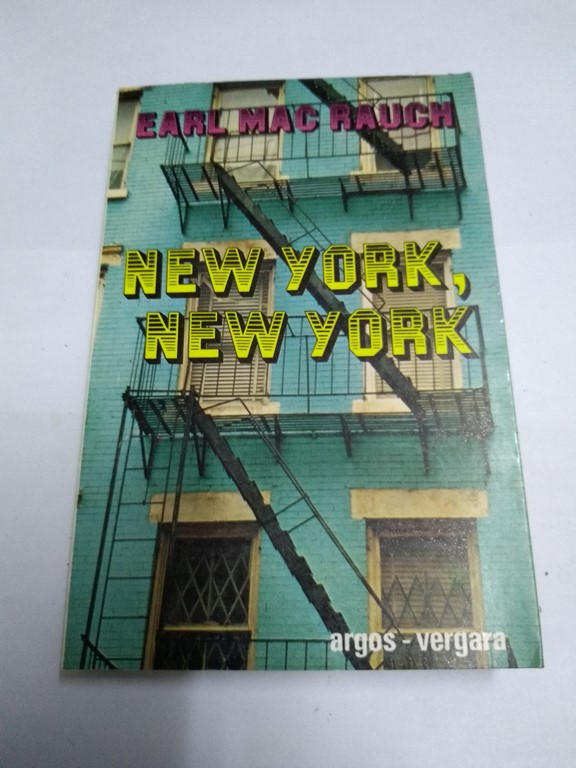 EARL MAC RAUCH
NEW YORK,
NEW YORK
argos-vergara